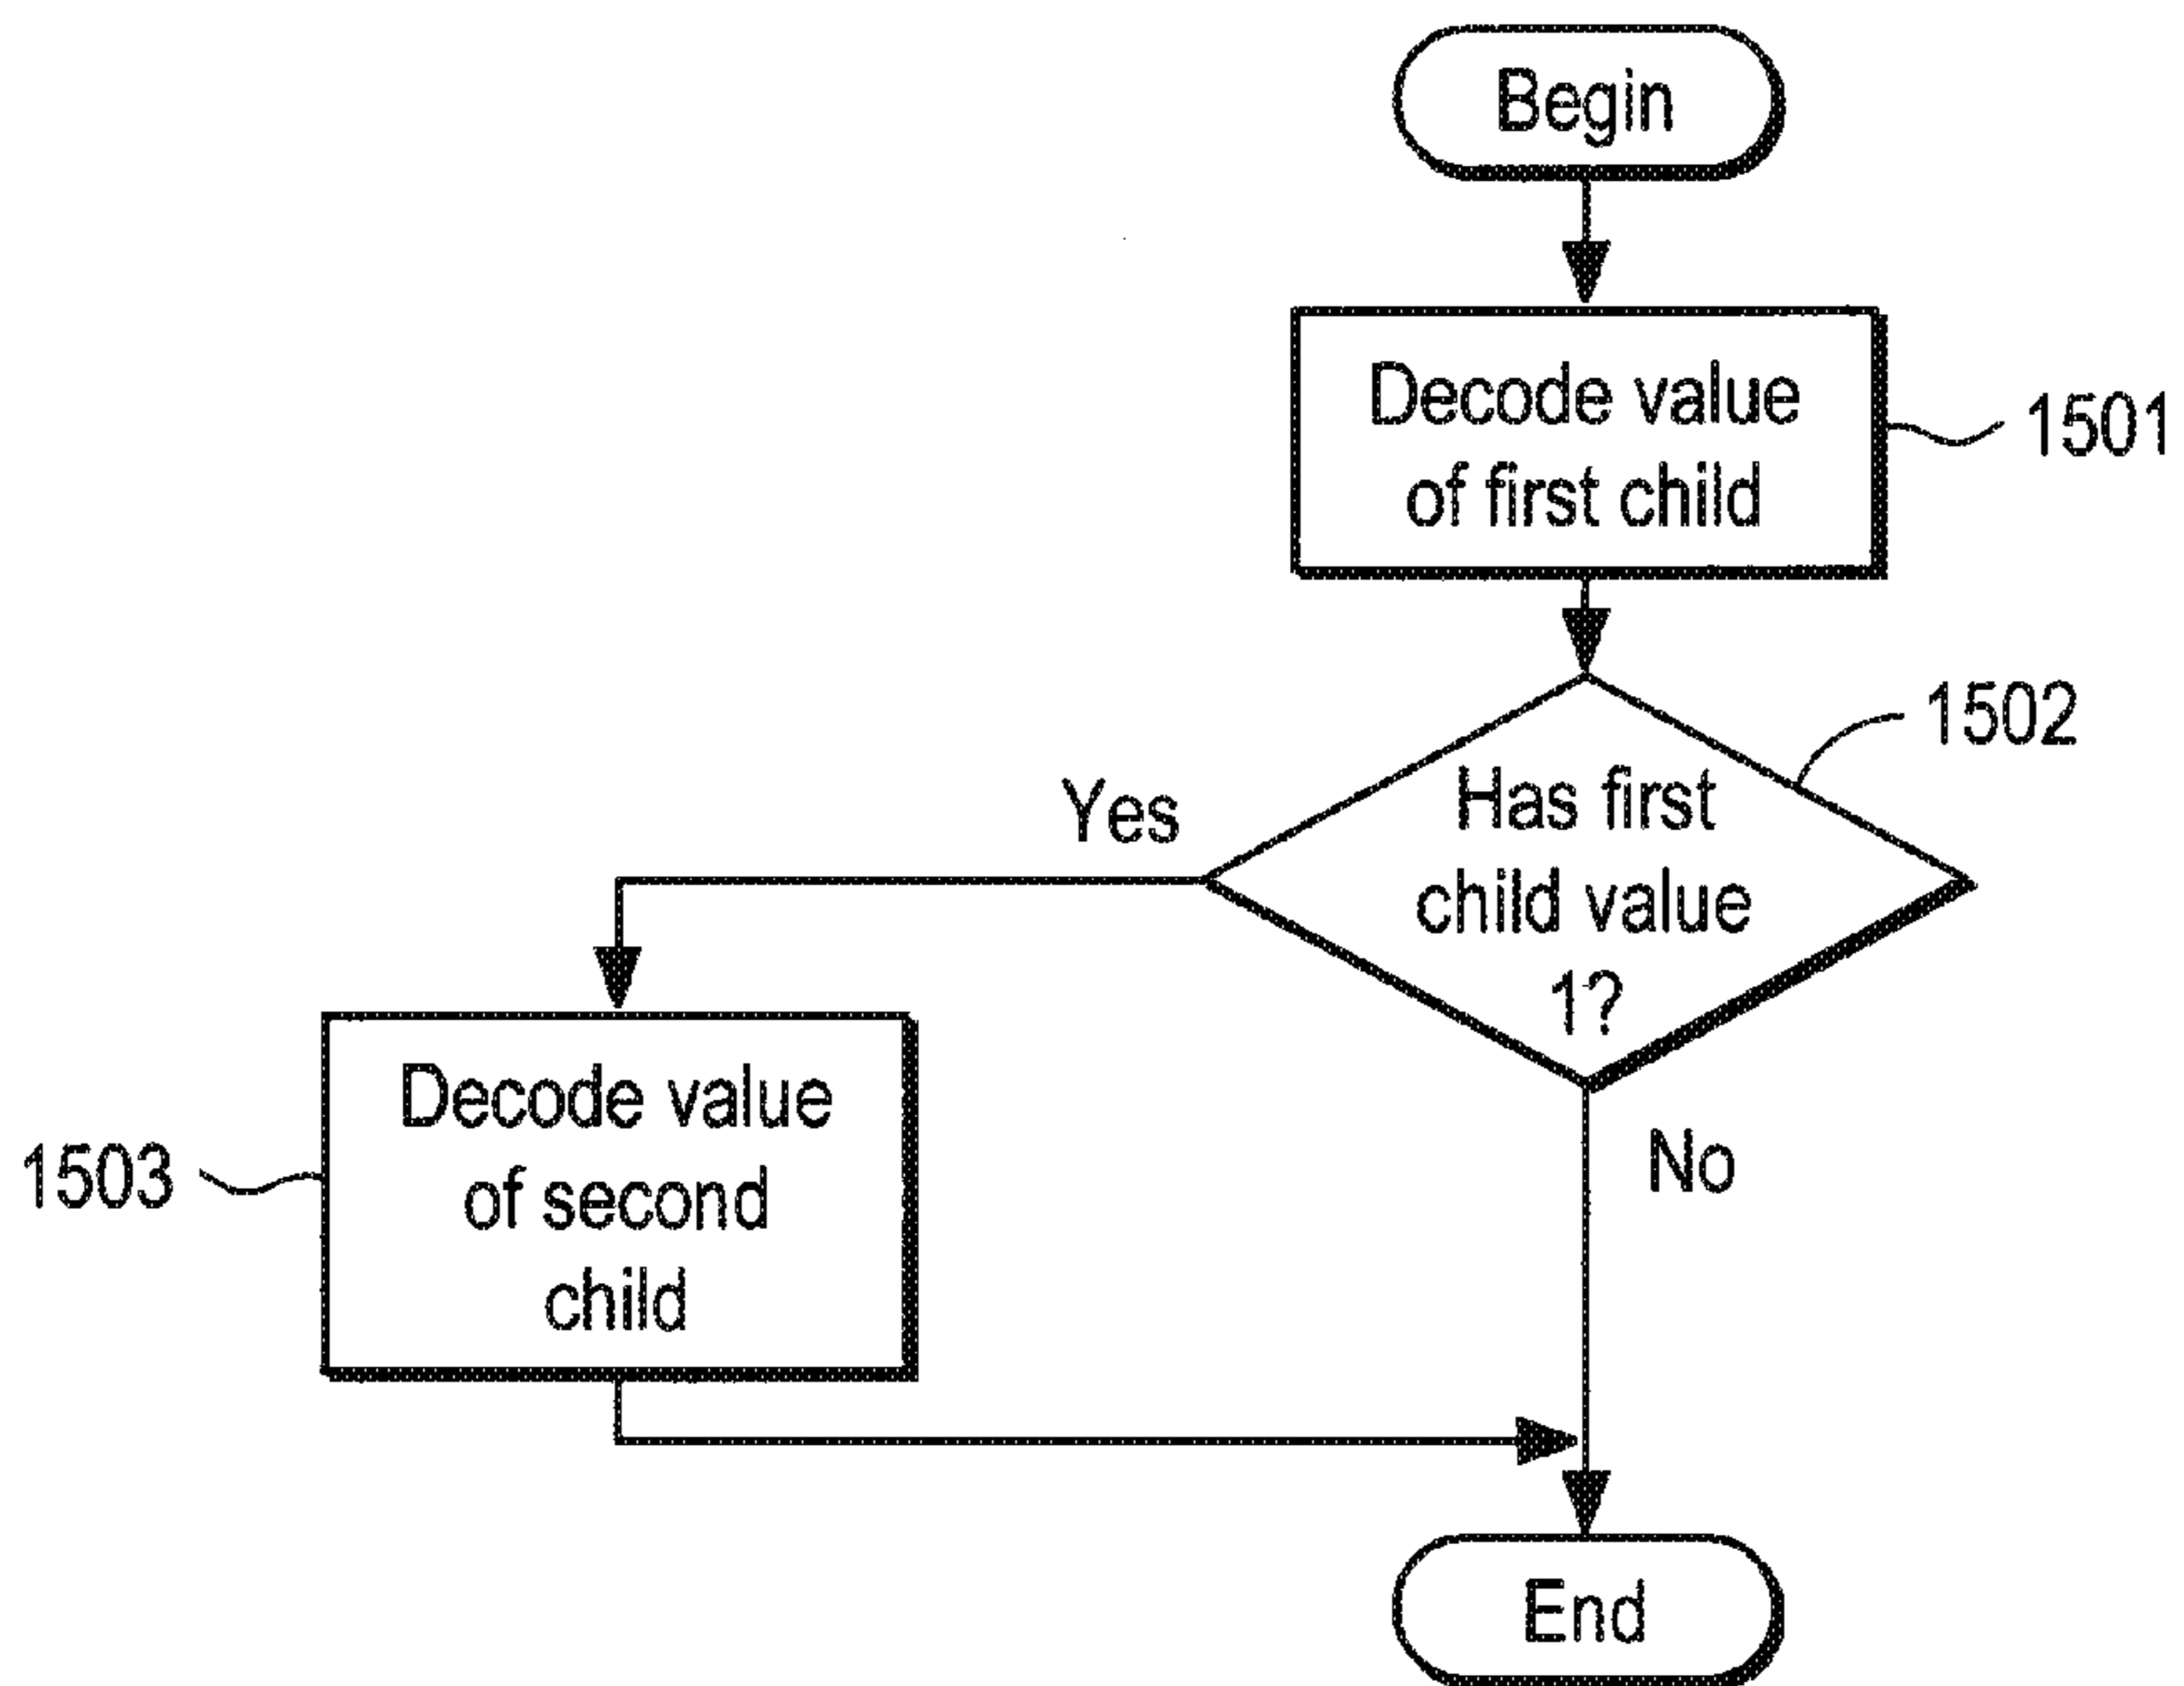 Begin
Decode value
of first child
1501
1502
Has first
child value
1?
Yes
No
Decode value
of second
child
1503
End